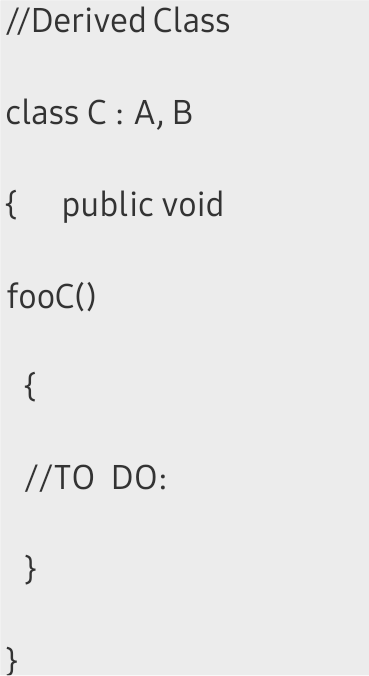 //Derived Class
class C : A, B
{ public void
fooC()
{
//TO DO:
}
}